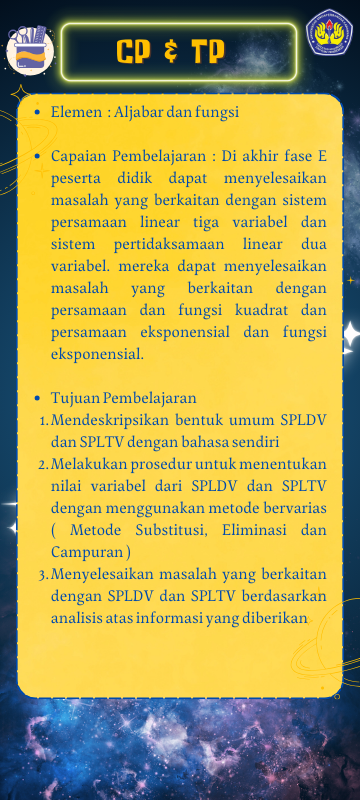 CP & TP
• Elemen : Aljabar dan fungsi
• Capaian Pembelajaran : Di akhir fase E
peserta didik dapat menyelesaikan
masalah yang berkaitan dengan sistem
persamaan linear tiga variabel dan
sistem pertidaksamaan linear dua
variabel. mereka dapat menyelesaikan
masalah yang berkaitan dengan
persamaan dan fungsi kuadrat dan
persamaan eksponensial dan fungsi
eksponensial.
• Tujuan Pembelajaran
1. Mendeskripsikan bentuk umum SPLDV
dan SPLTV dengan bahasa sendiri
2. Melakukan prosedur untuk menentukan
nilai variabel dari SPLDV dan SPLTV
dengan menggunakan metode bervarias
( Metode Substitusi, Eliminasi dan
Campuran )
3. Menyelesaikan masalah yang berkaitan
dengan SPLDV dan SPLTV berdasarkan
analisis atas informasi yang diberikan